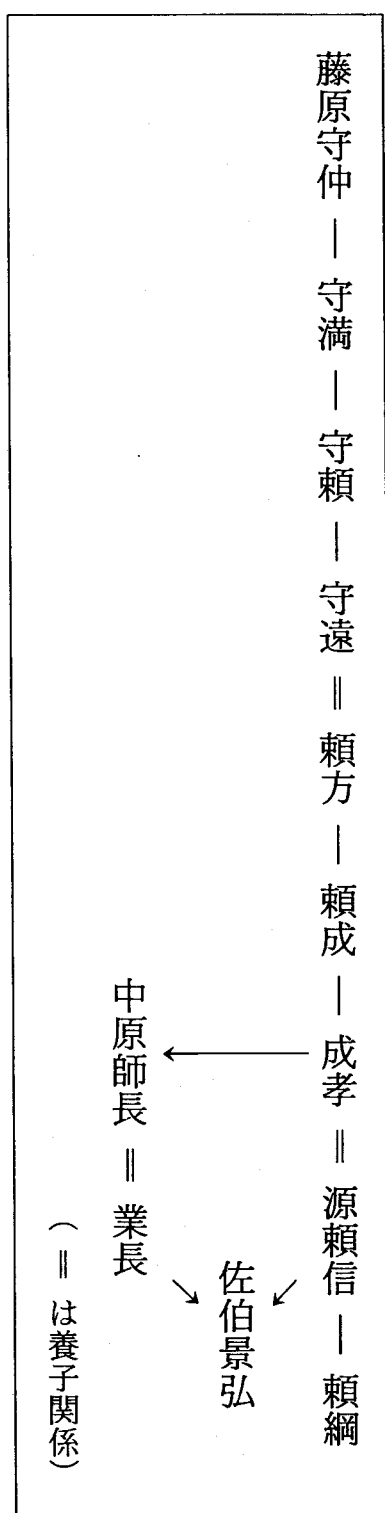 藤原守仲 ― 守満 ― 守頼 ― 守遠 ＝ 頼方 ― 頼成 ― 成孝 ＝ 源頼信 ― 頼綱
佐伯景弘
中原師長 ＝ 業長
（＝は養子関係）